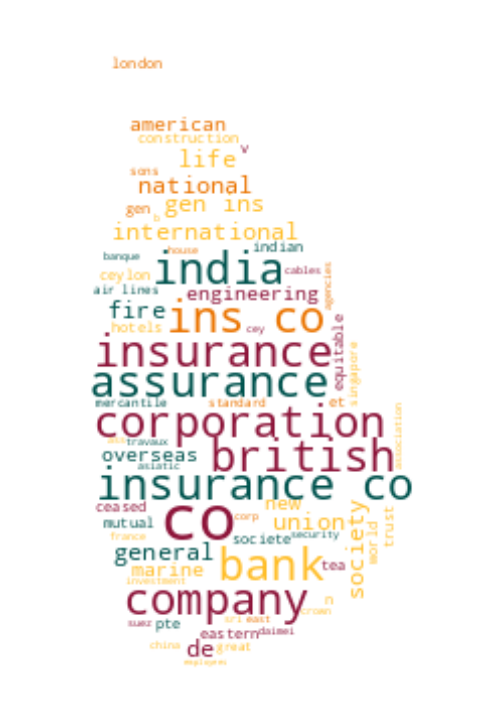 london
american
construction
v
life
sons
national
gen
gen ins
b
international
indian
house
banque
india
cables
ceylon
agencies
air lines
engineering
fire
ins co
hotels
cey
equitable
insurance
singapore
assurance
mercantile
standard
et
corporation
association
travaux
british
overseas
asiatic
insurance co
ceased
co
corp
new
society
trust
mutual
union
world
france
societe
security
general
bank
tea
marine
investment
company
n
crown
suez
pte
sri
east
eastern
daimei
china
de
great
employees